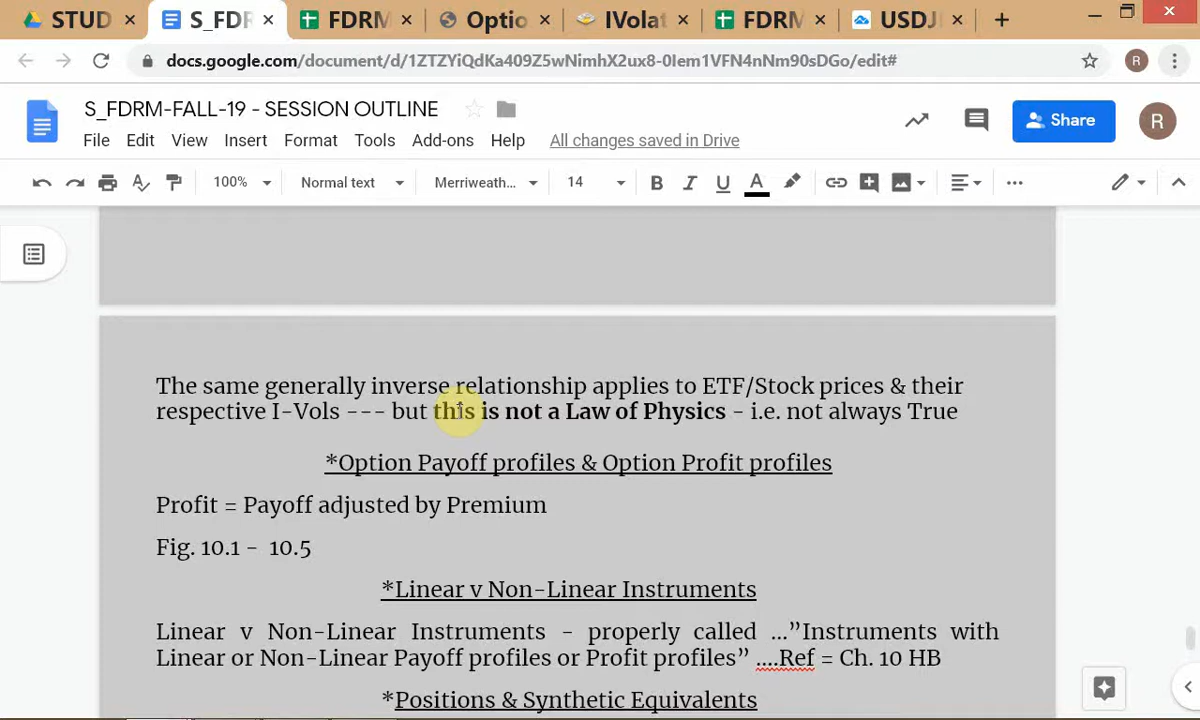 STUD
S_FDR
FDRM
Optio
IVolat
FDRM
USDJ
docs.google.com/document/d/1ZTZYiQdKa409Z5wNimhX2ux8-0Iem1VFN4nNm90sDGo/edit#
R
S_FDRM-FALL-19 - SESSION OUTLINE
Share
R
File Edit View Insert Format Tools Add-ons Help All changes saved in Drive
100% Normal text Merriweath... 14 B I U A ...
The same generally inverse relationship applies to ETF/Stock prices & their
respective I-Vols --- but this is not a Law of Physics - i.e. not always True
*Option Payoff profiles & Option Profit profiles
Profit = Payoff adjusted by Premium
Fig. 10.1 - 10.5
*Linear v Non-Linear Instruments
Linear v Non-Linear Instruments - properly called ...”Instruments with
Linear or Non-Linear Payoff profiles or Profit profiles” ....Ref = Ch. 10 HB
*Positions & Synthetic Equivalents